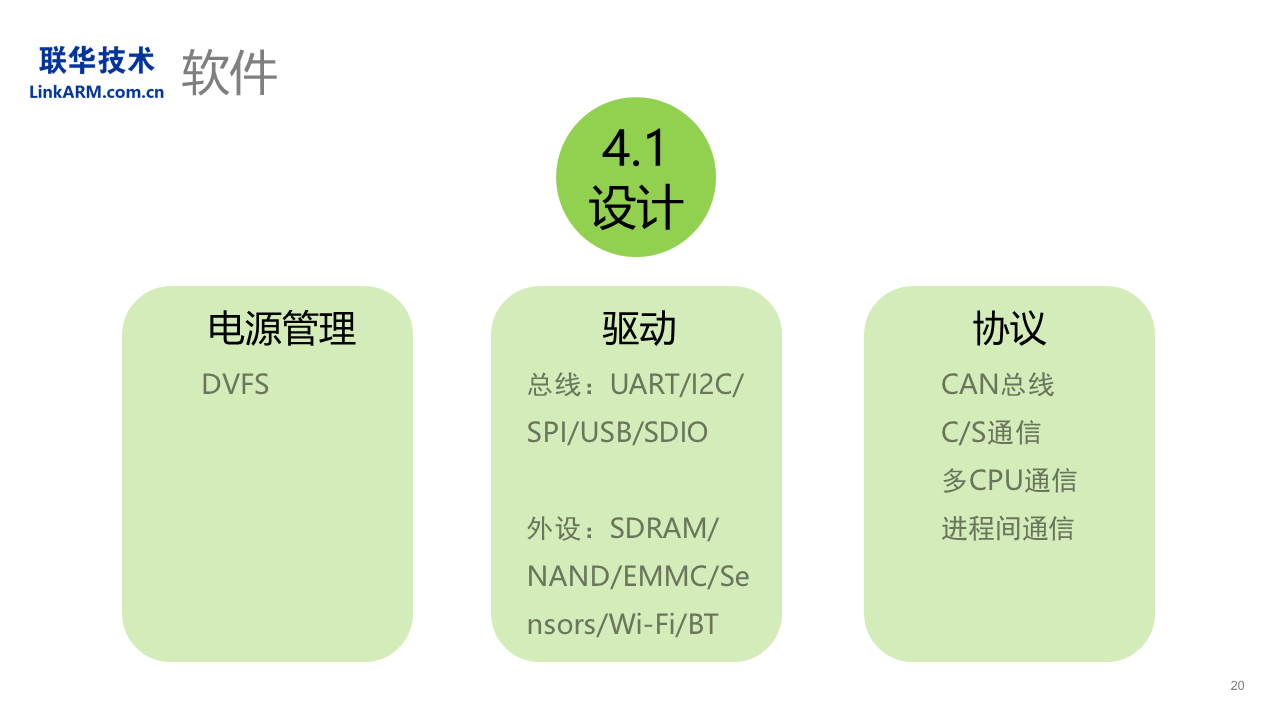 联华技术
LinkARM.com.cn
软件
4.1
设计
电源管理
DVFS
驱动
总线：UART/I2C/
SPI/USB/SDIO
外设：SDRAM/
NAND/EMMC/Se
nsors/Wi-Fi/BT
协议
CAN总线
C/S通信
多CPU通信
进程间通信
20